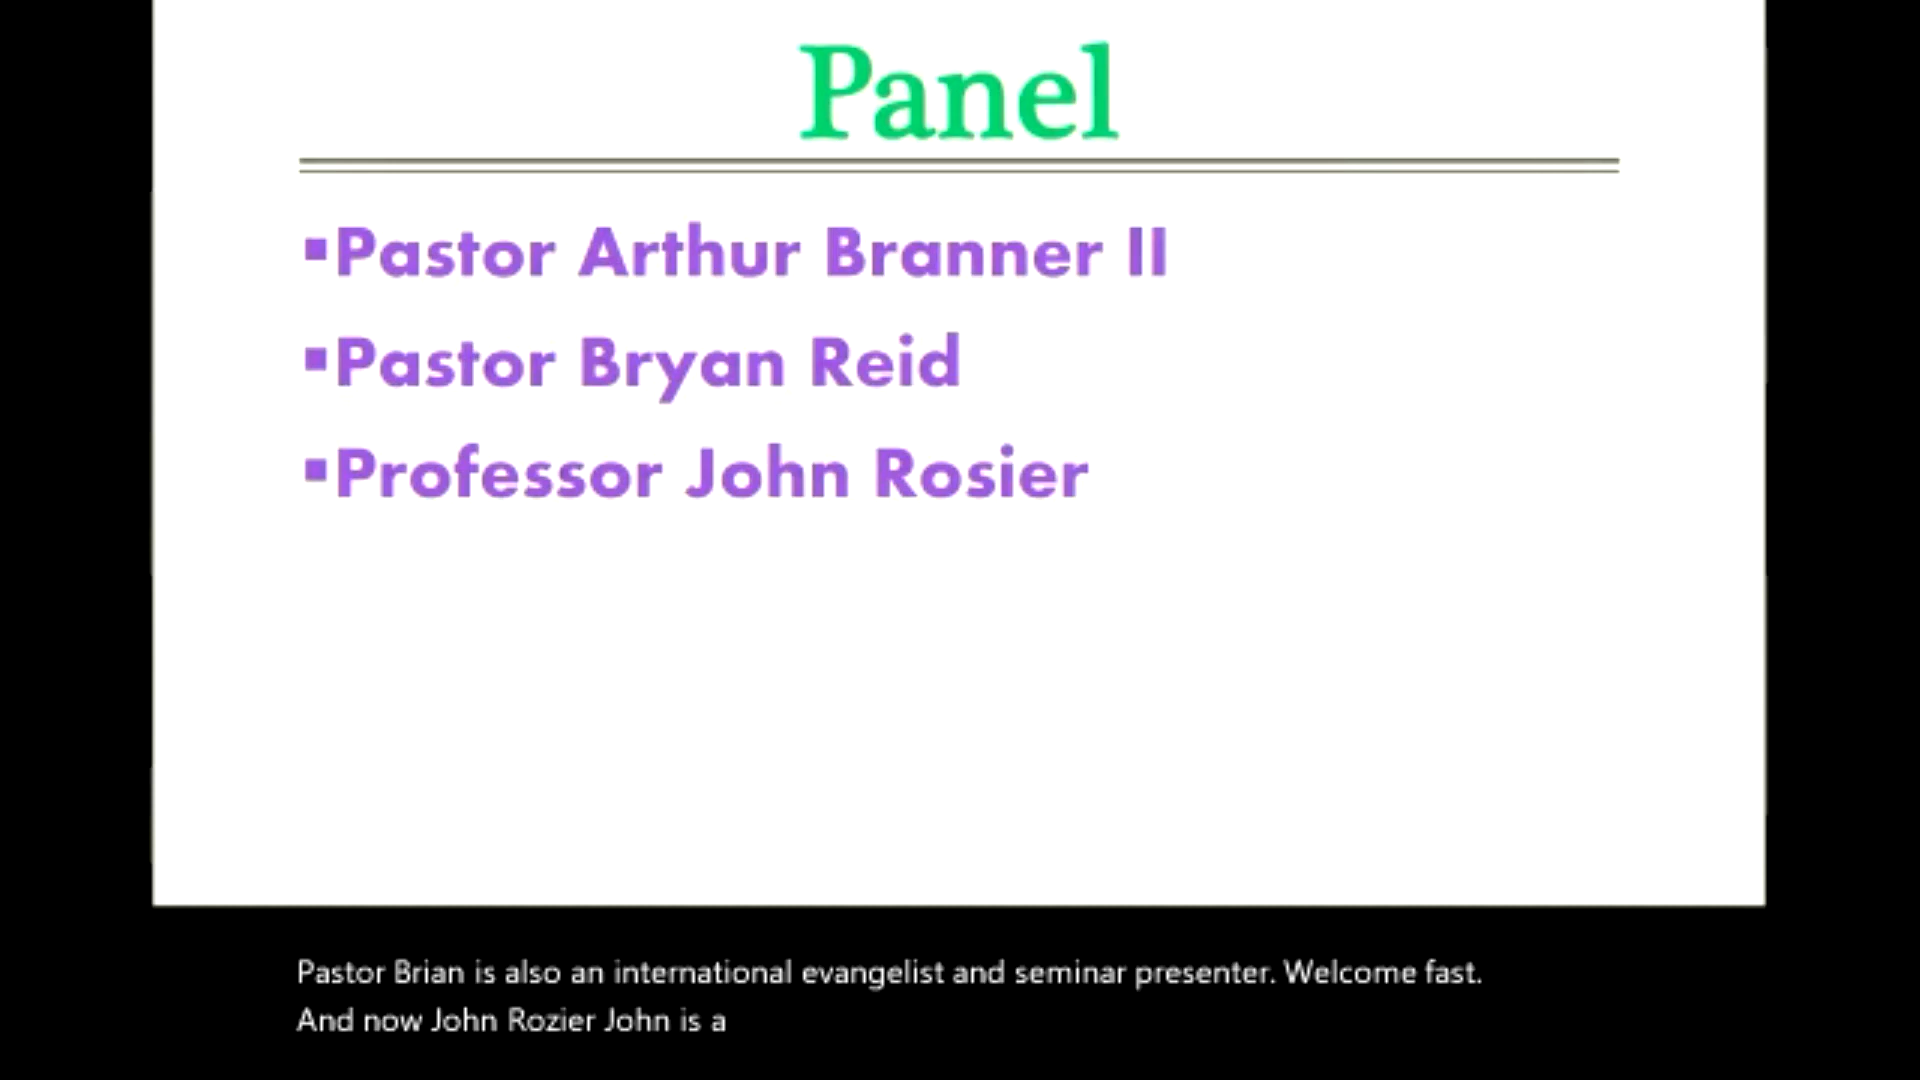 Panel
▪Pastor Arthur Branner II
▪Pastor Bryan Reid
▪Professor John Rosier
Pastor Brian is also an international evangelist and seminar presenter. Welcome fast.
And now John Rozier John is a